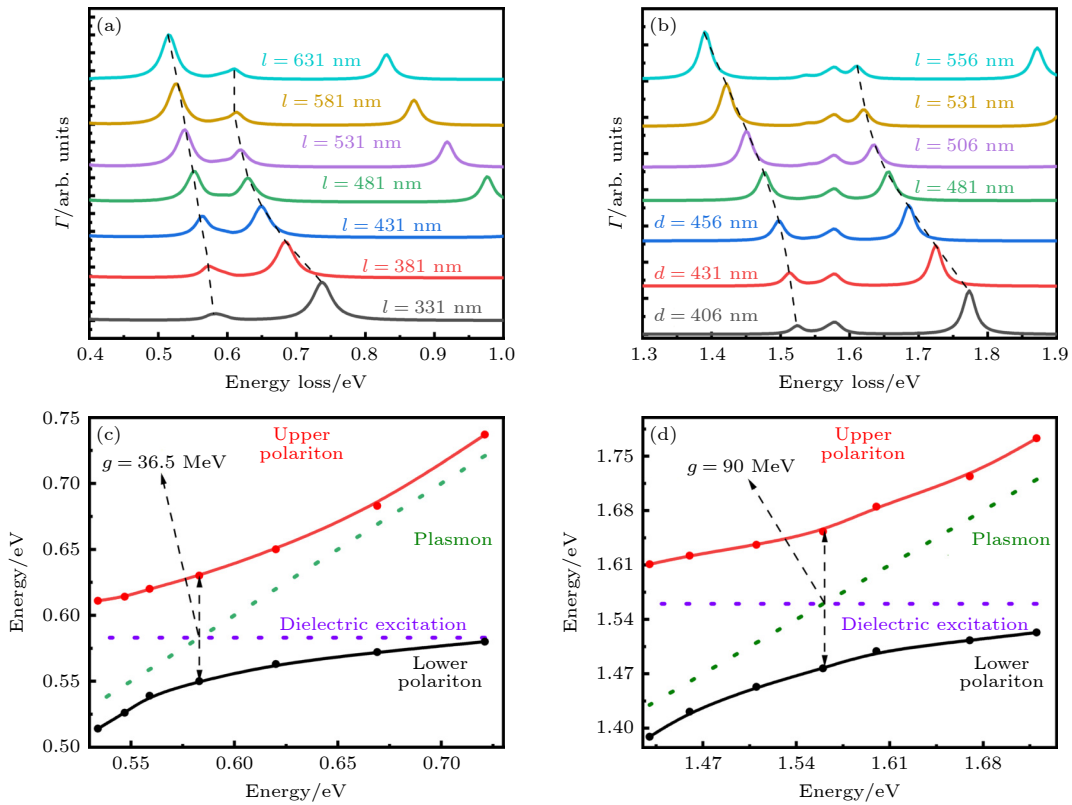 (a)
l = 631 nm
l = 581 nm
l = 531 nm
l = 481 nm
l = 431 nm
l = 381 nm
l = 331 nm
Γ/arb. units
0.4 0.5 0.6 0.7 0.8 0.9 1.0
Energy loss/eV
(b)
l = 556 nm
l = 531 nm
l = 506 nm
l = 481 nm
d = 456 nm
d = 431 nm
d = 406 nm
Γ/arb. units
1.3 1.4 1.5 1.6 1.7 1.8 1.9
Energy loss/eV
(c)
Upper
polariton
g = 36.5 MeV
Plasmon
Dielectric excitation
Lower
polariton
0.75
0.70
0.65
0.60
0.55
0.50
Energy/eV
0.55 0.60 0.65 0.70
Energy/eV
(d)
Upper
polariton
g = 90 MeV
Plasmon
Dielectric excitation
Lower
polariton
1.75
1.68
1.61
1.54
1.47
1.40
Energy/eV
1.47 1.54 1.61 1.68
Energy/eV